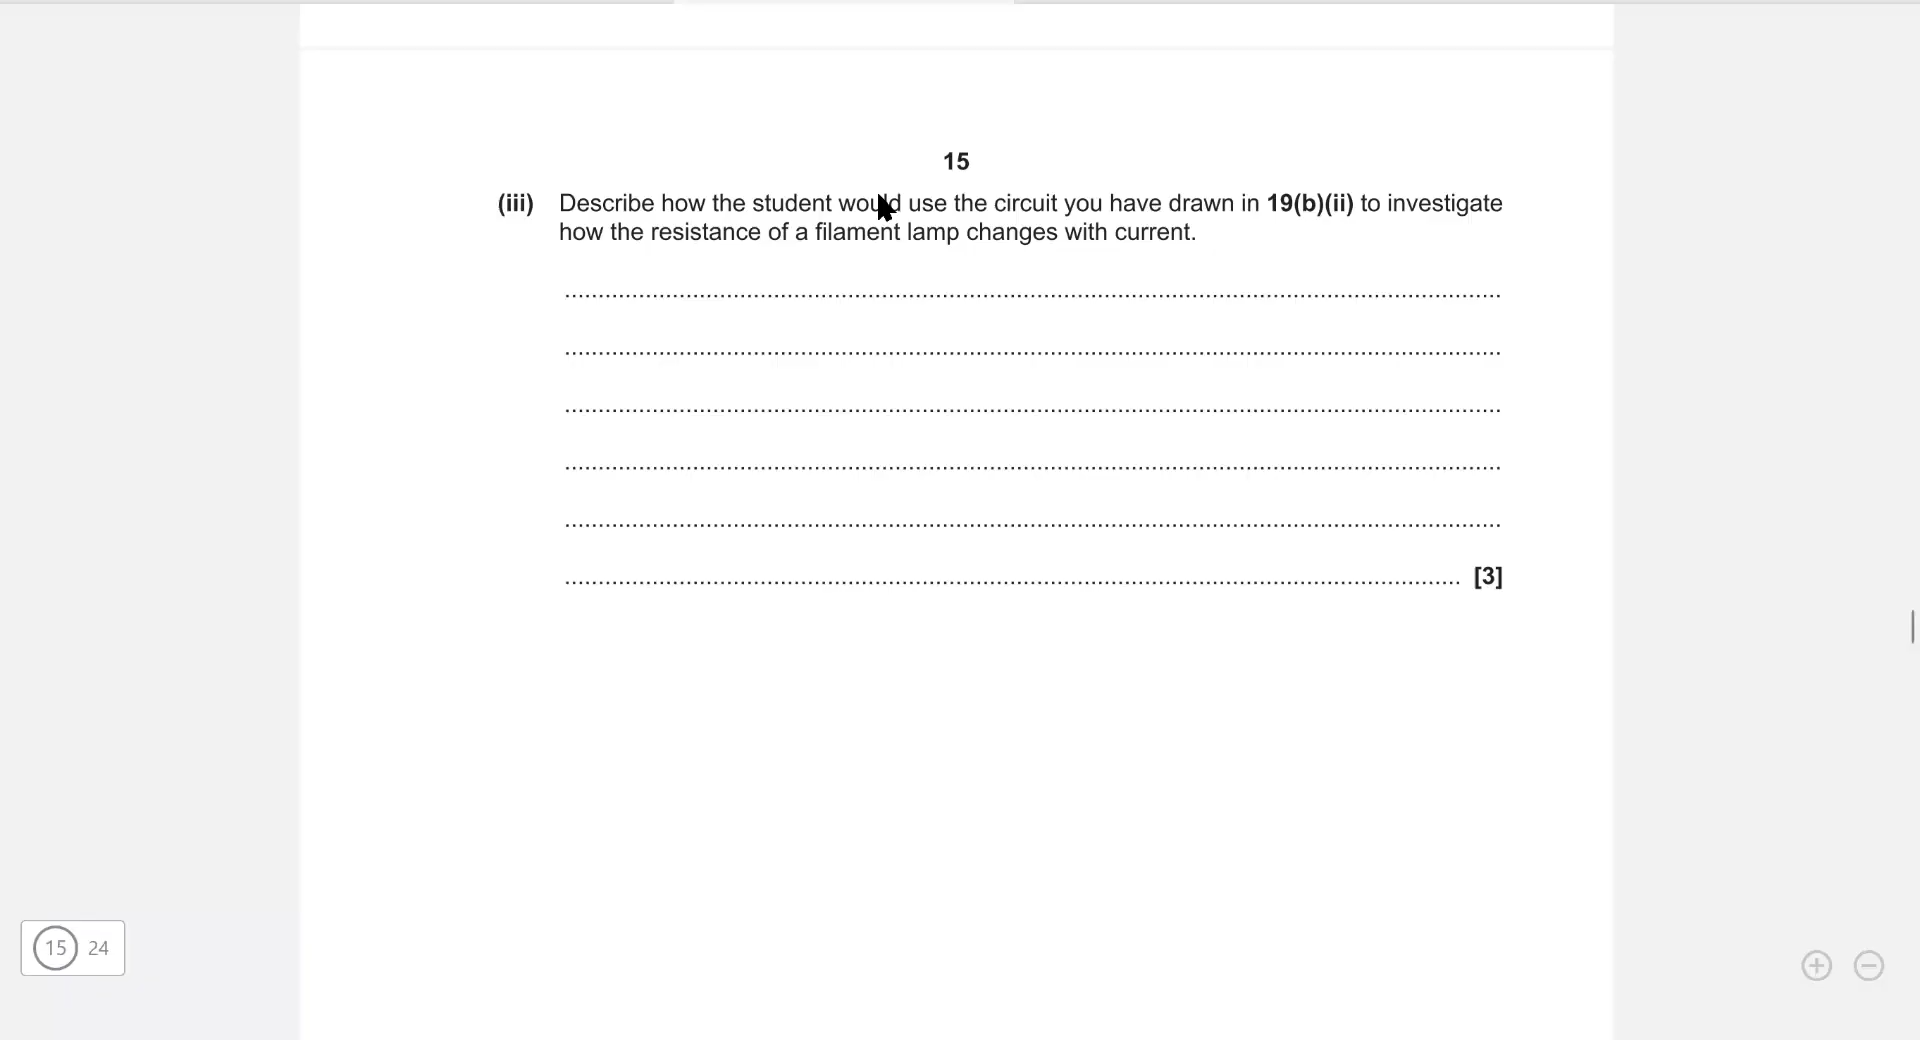 15
(iii) Describe how the student would use the circuit you have drawn in 19(b)(ii) to investigate
how the resistance of a filament lamp changes with current.
[3]
15 24